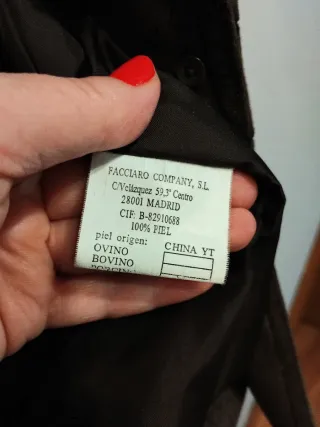 FACCIARO COMPANY, S.L.
C/Velázquez 59,3º Centro
28001 MADRID
CIF: B-82910688
100% PIEL
piel origen: CHINA YT
OVINO
BOVINO